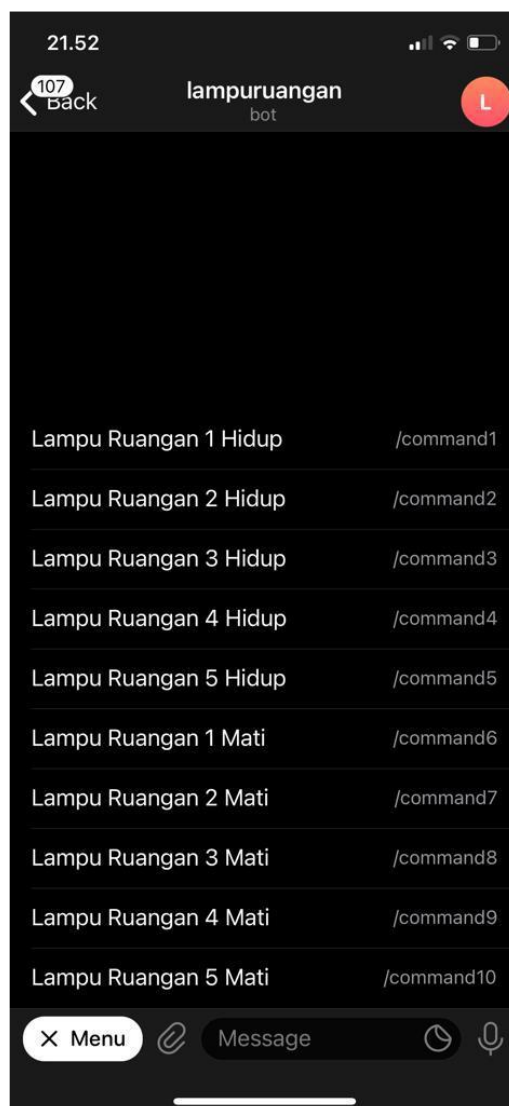 21.52
107
Back
lampuruangan
bot
L
Lampu Ruangan 1 Hidup /command1
Lampu Ruangan 2 Hidup /command2
Lampu Ruangan 3 Hidup /command3
Lampu Ruangan 4 Hidup /command4
Lampu Ruangan 5 Hidup /command5
Lampu Ruangan 1 Mati /command6
Lampu Ruangan 2 Mati /command7
Lampu Ruangan 3 Mati /command8
Lampu Ruangan 4 Mati /command9
Lampu Ruangan 5 Mati /command10
Menu Message